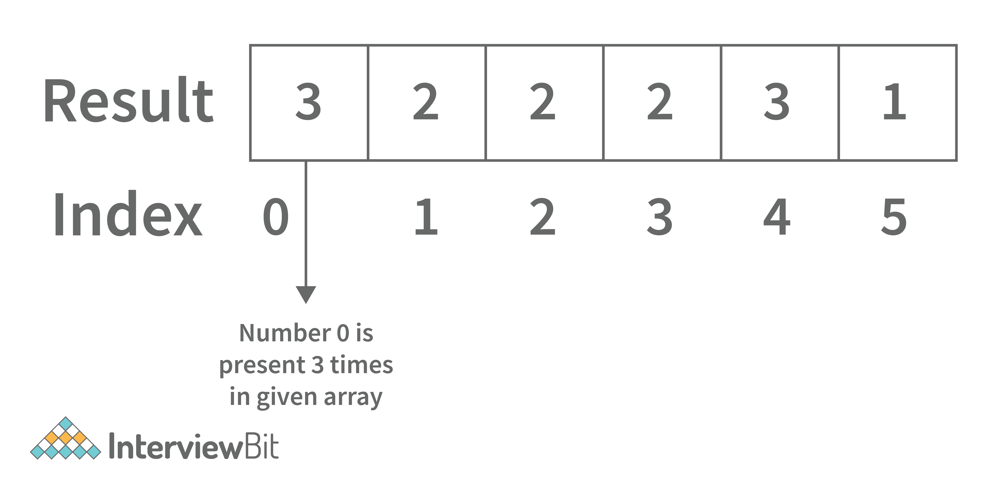 Result 3 2 2 2 3 1
Index 0 1 2 3 4 5
Number 0 is
present 3 times
in given array
InterviewBit